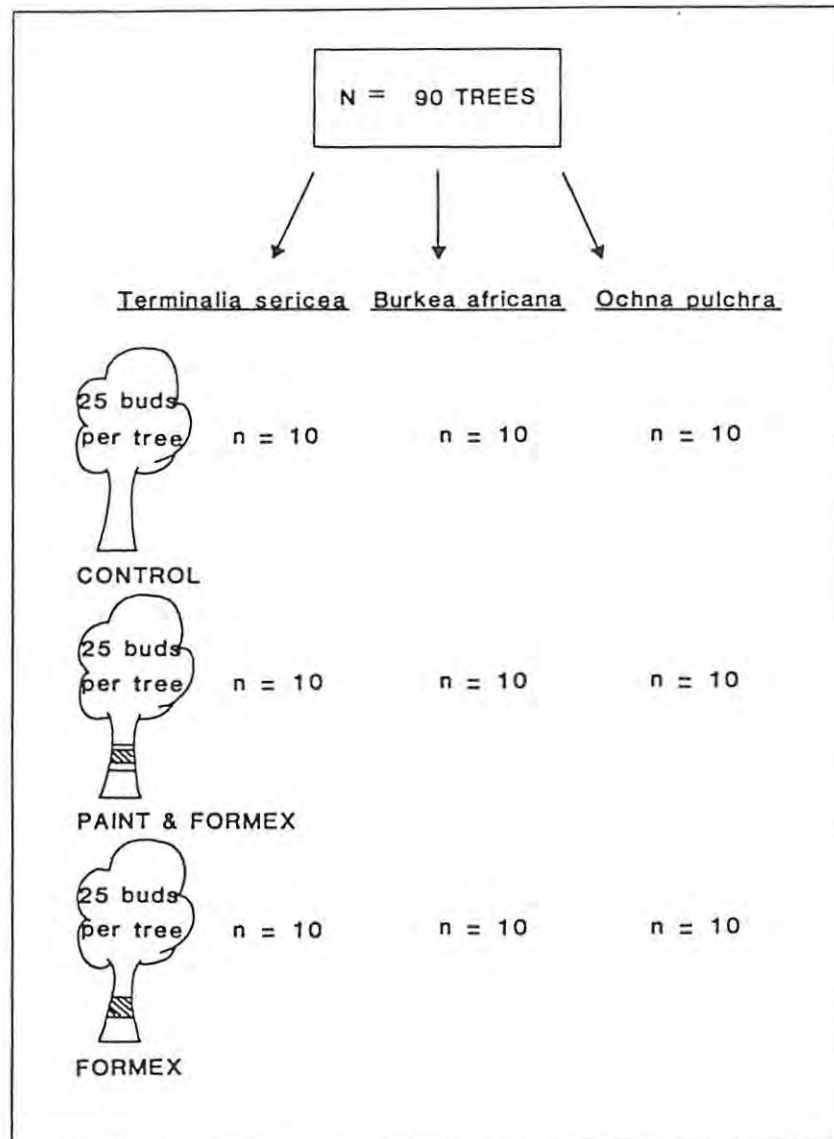 N = 90 TREES
Terminalia sericea Burkea africana Ochna pulchra
25 buds
per tree n = 10 n = 10 n = 10
CONTROL
25 buds
per tree n = 10 n = 10 n = 10
PAINT & FORMEX
25 buds
per tree n = 10 n = 10 n = 10
FORMEX